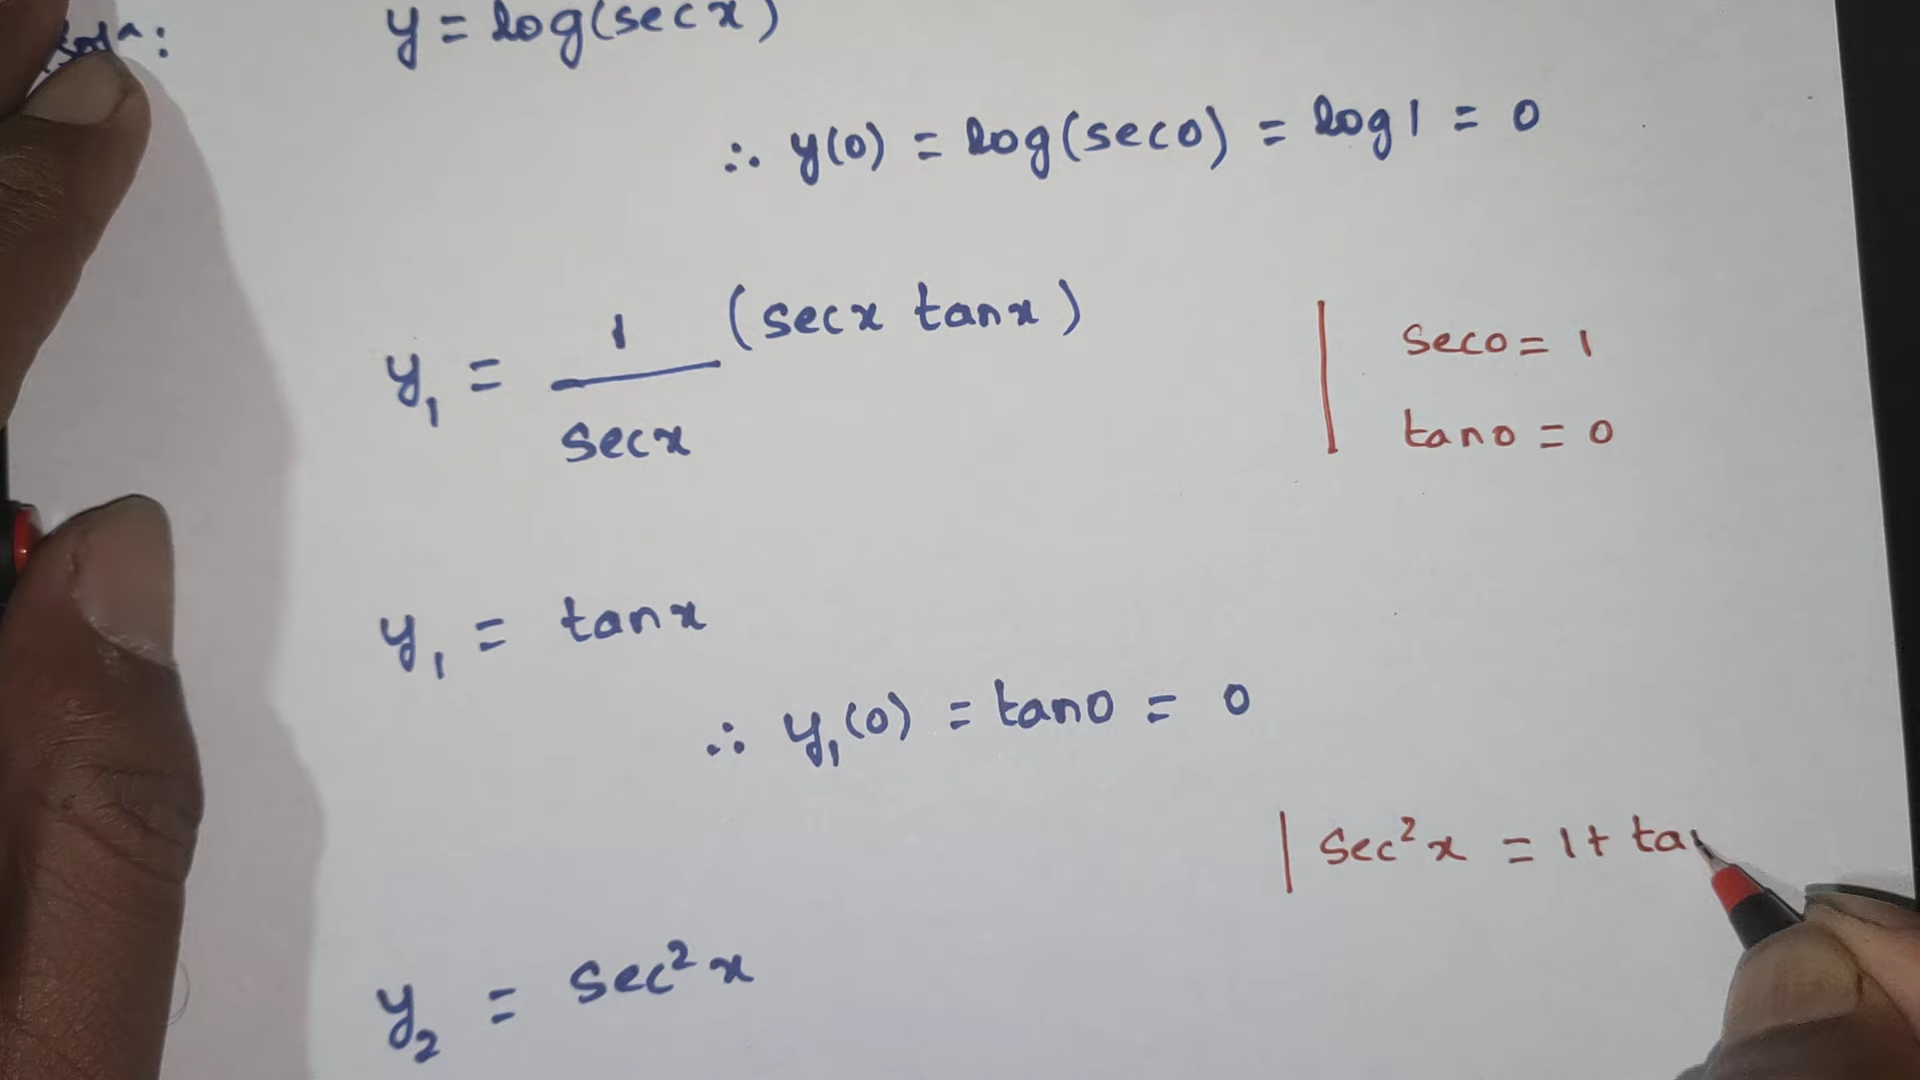 y = log(secx)
∴ y(0) = log(sec0) = log1 = 0
y₁ = 1/secx (secx tanx)
sec0 = 1
tan0 = 0
y₁ = tanx
∴ y₁(0) = tan0 = 0
sec²x = 1 + ta
y₂ = sec²x